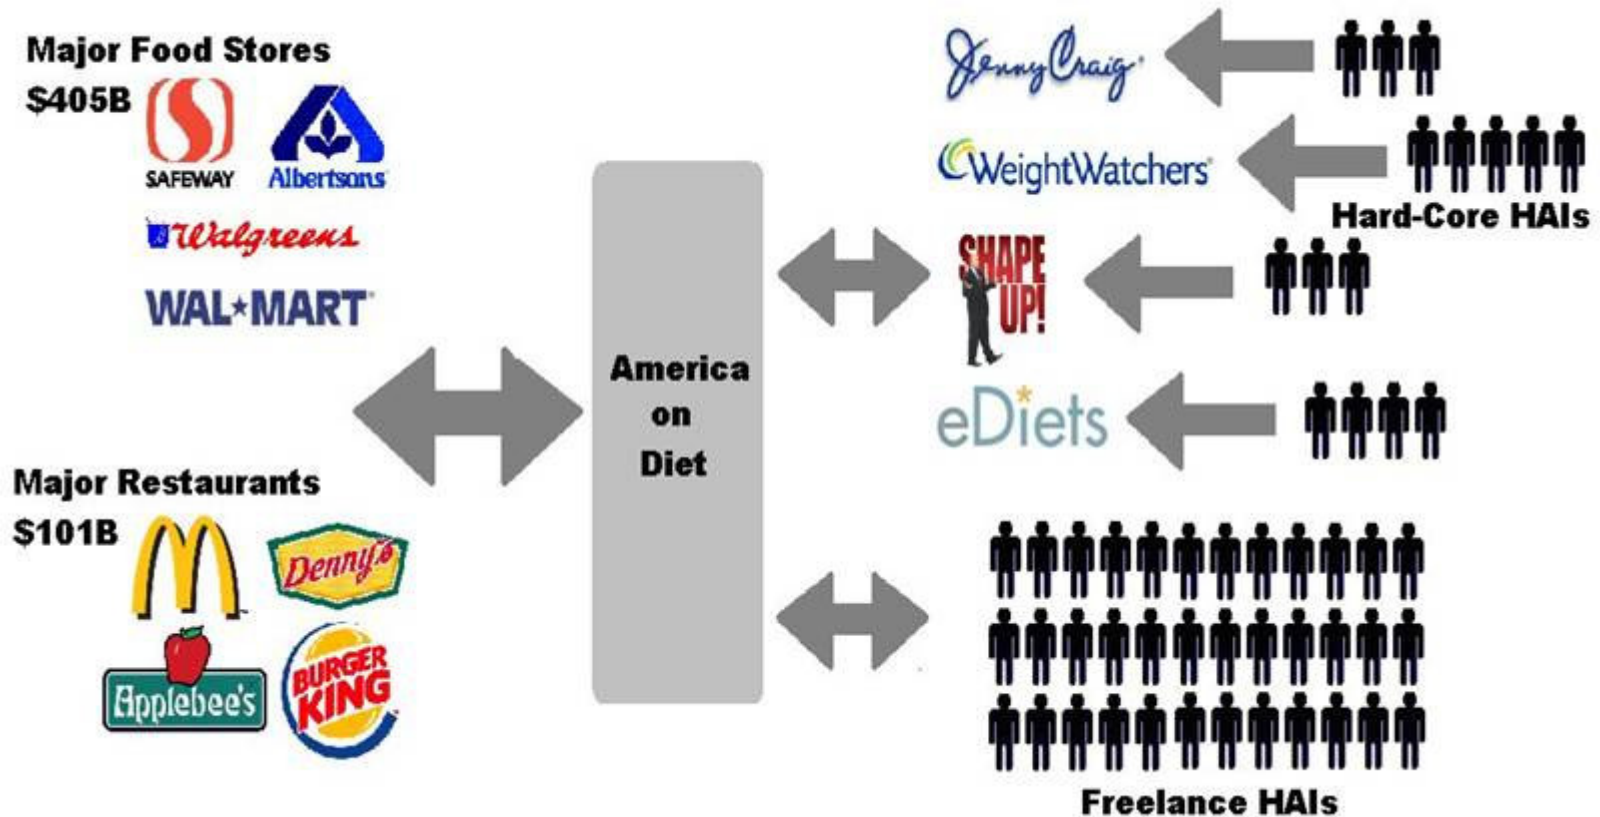 Major Food Stores
$405B
SAFEWAY
Albertsons
Walgreens
WAL★MART
Major Restaurants
$101B
Denny's
Applebee's
BURGER
KING
America
on
Diet
Jenny Craig
WeightWatchers
Hard-Core HAIs
SHAPE
UP!
eDiets
Freelance HAIs